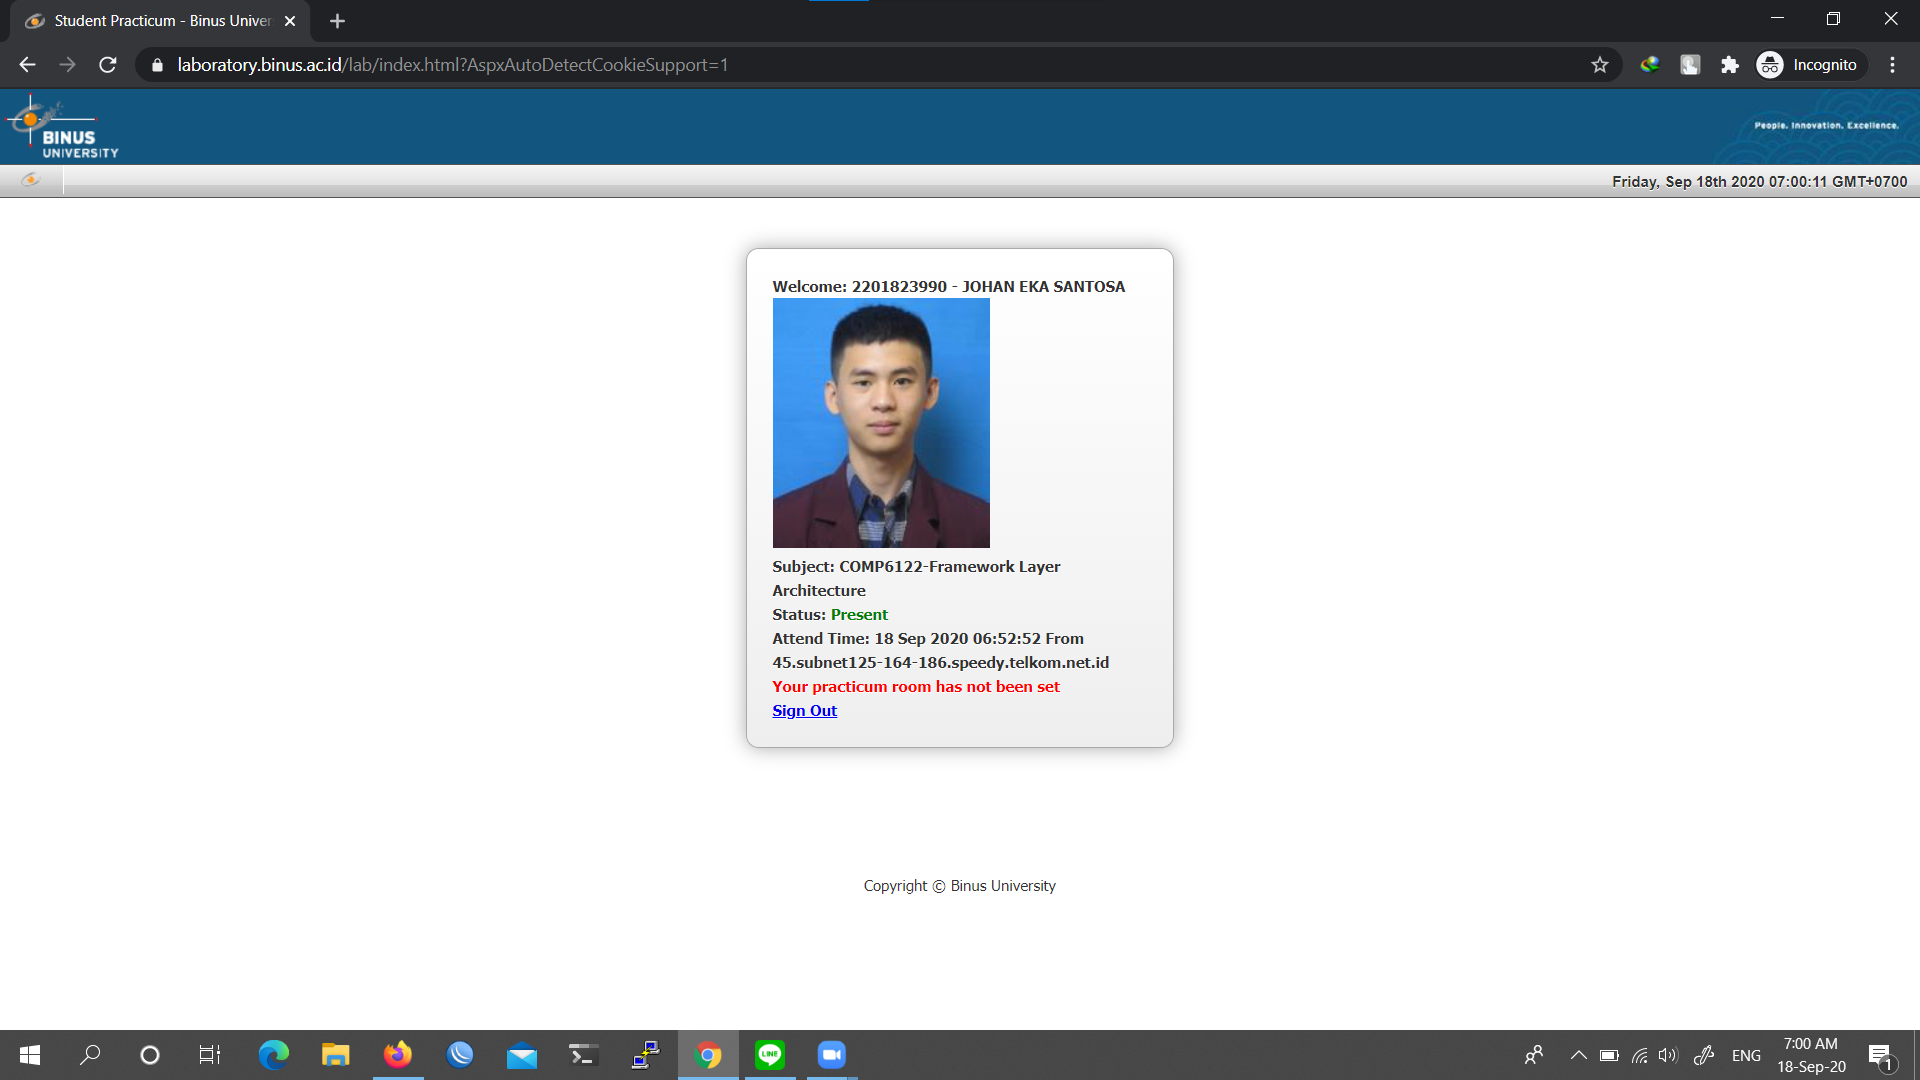 Student Practicum - Binus Univer
laboratory.binus.ac.id/lab/index.html?AspxAutoDetectCookieSupport=1
Incognito
BINUS
UNIVERSITY
People. Innovation. Excellence.
Friday, Sep 18th 2020 07:00:11 GMT+0700
Welcome: 2201823990 - JOHAN EKA SANTOSA
Subject: COMP6122-Framework Layer
Architecture
Status: Present
Attend Time: 18 Sep 2020 06:52:52 From
45.subnet125-164-186.speedy.telkom.net.id
Your practicum room has not been set
Sign Out
Copyright © Binus University
LINE
ENG
7:00 AM
18-Sep-20
1